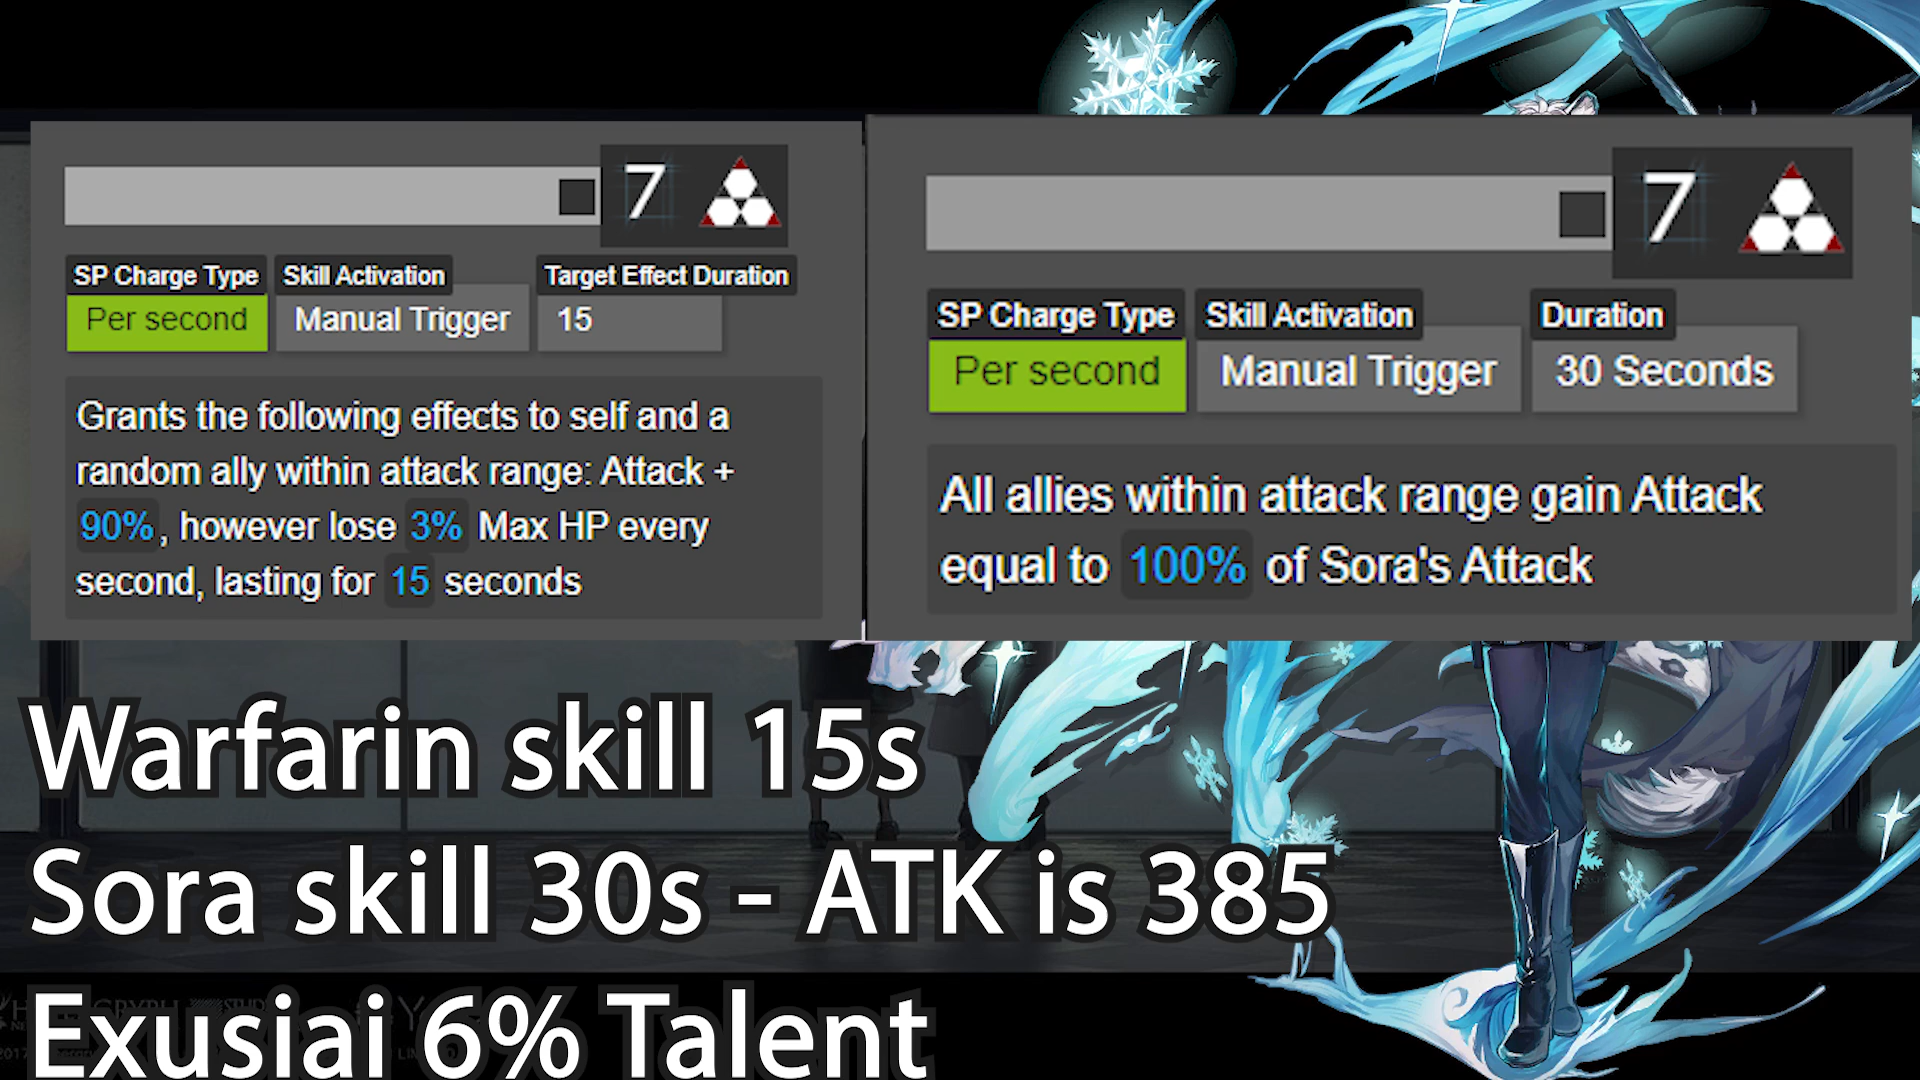 7
SP Charge Type Skill Activation Target Effect Duration
Per second Manual Trigger 15
Grants the following effects to self and a
random ally within attack range: Attack +
90%, however lose 3% Max HP every
second, lasting for 15 seconds
7
SP Charge Type Skill Activation Duration
Per second Manual Trigger 30 Seconds
All allies within attack range gain Attack
equal to 100% of Sora's Attack
Warfarin skill 15s
Sora skill 30s - ATK is 385
Exusiai 6% Talent